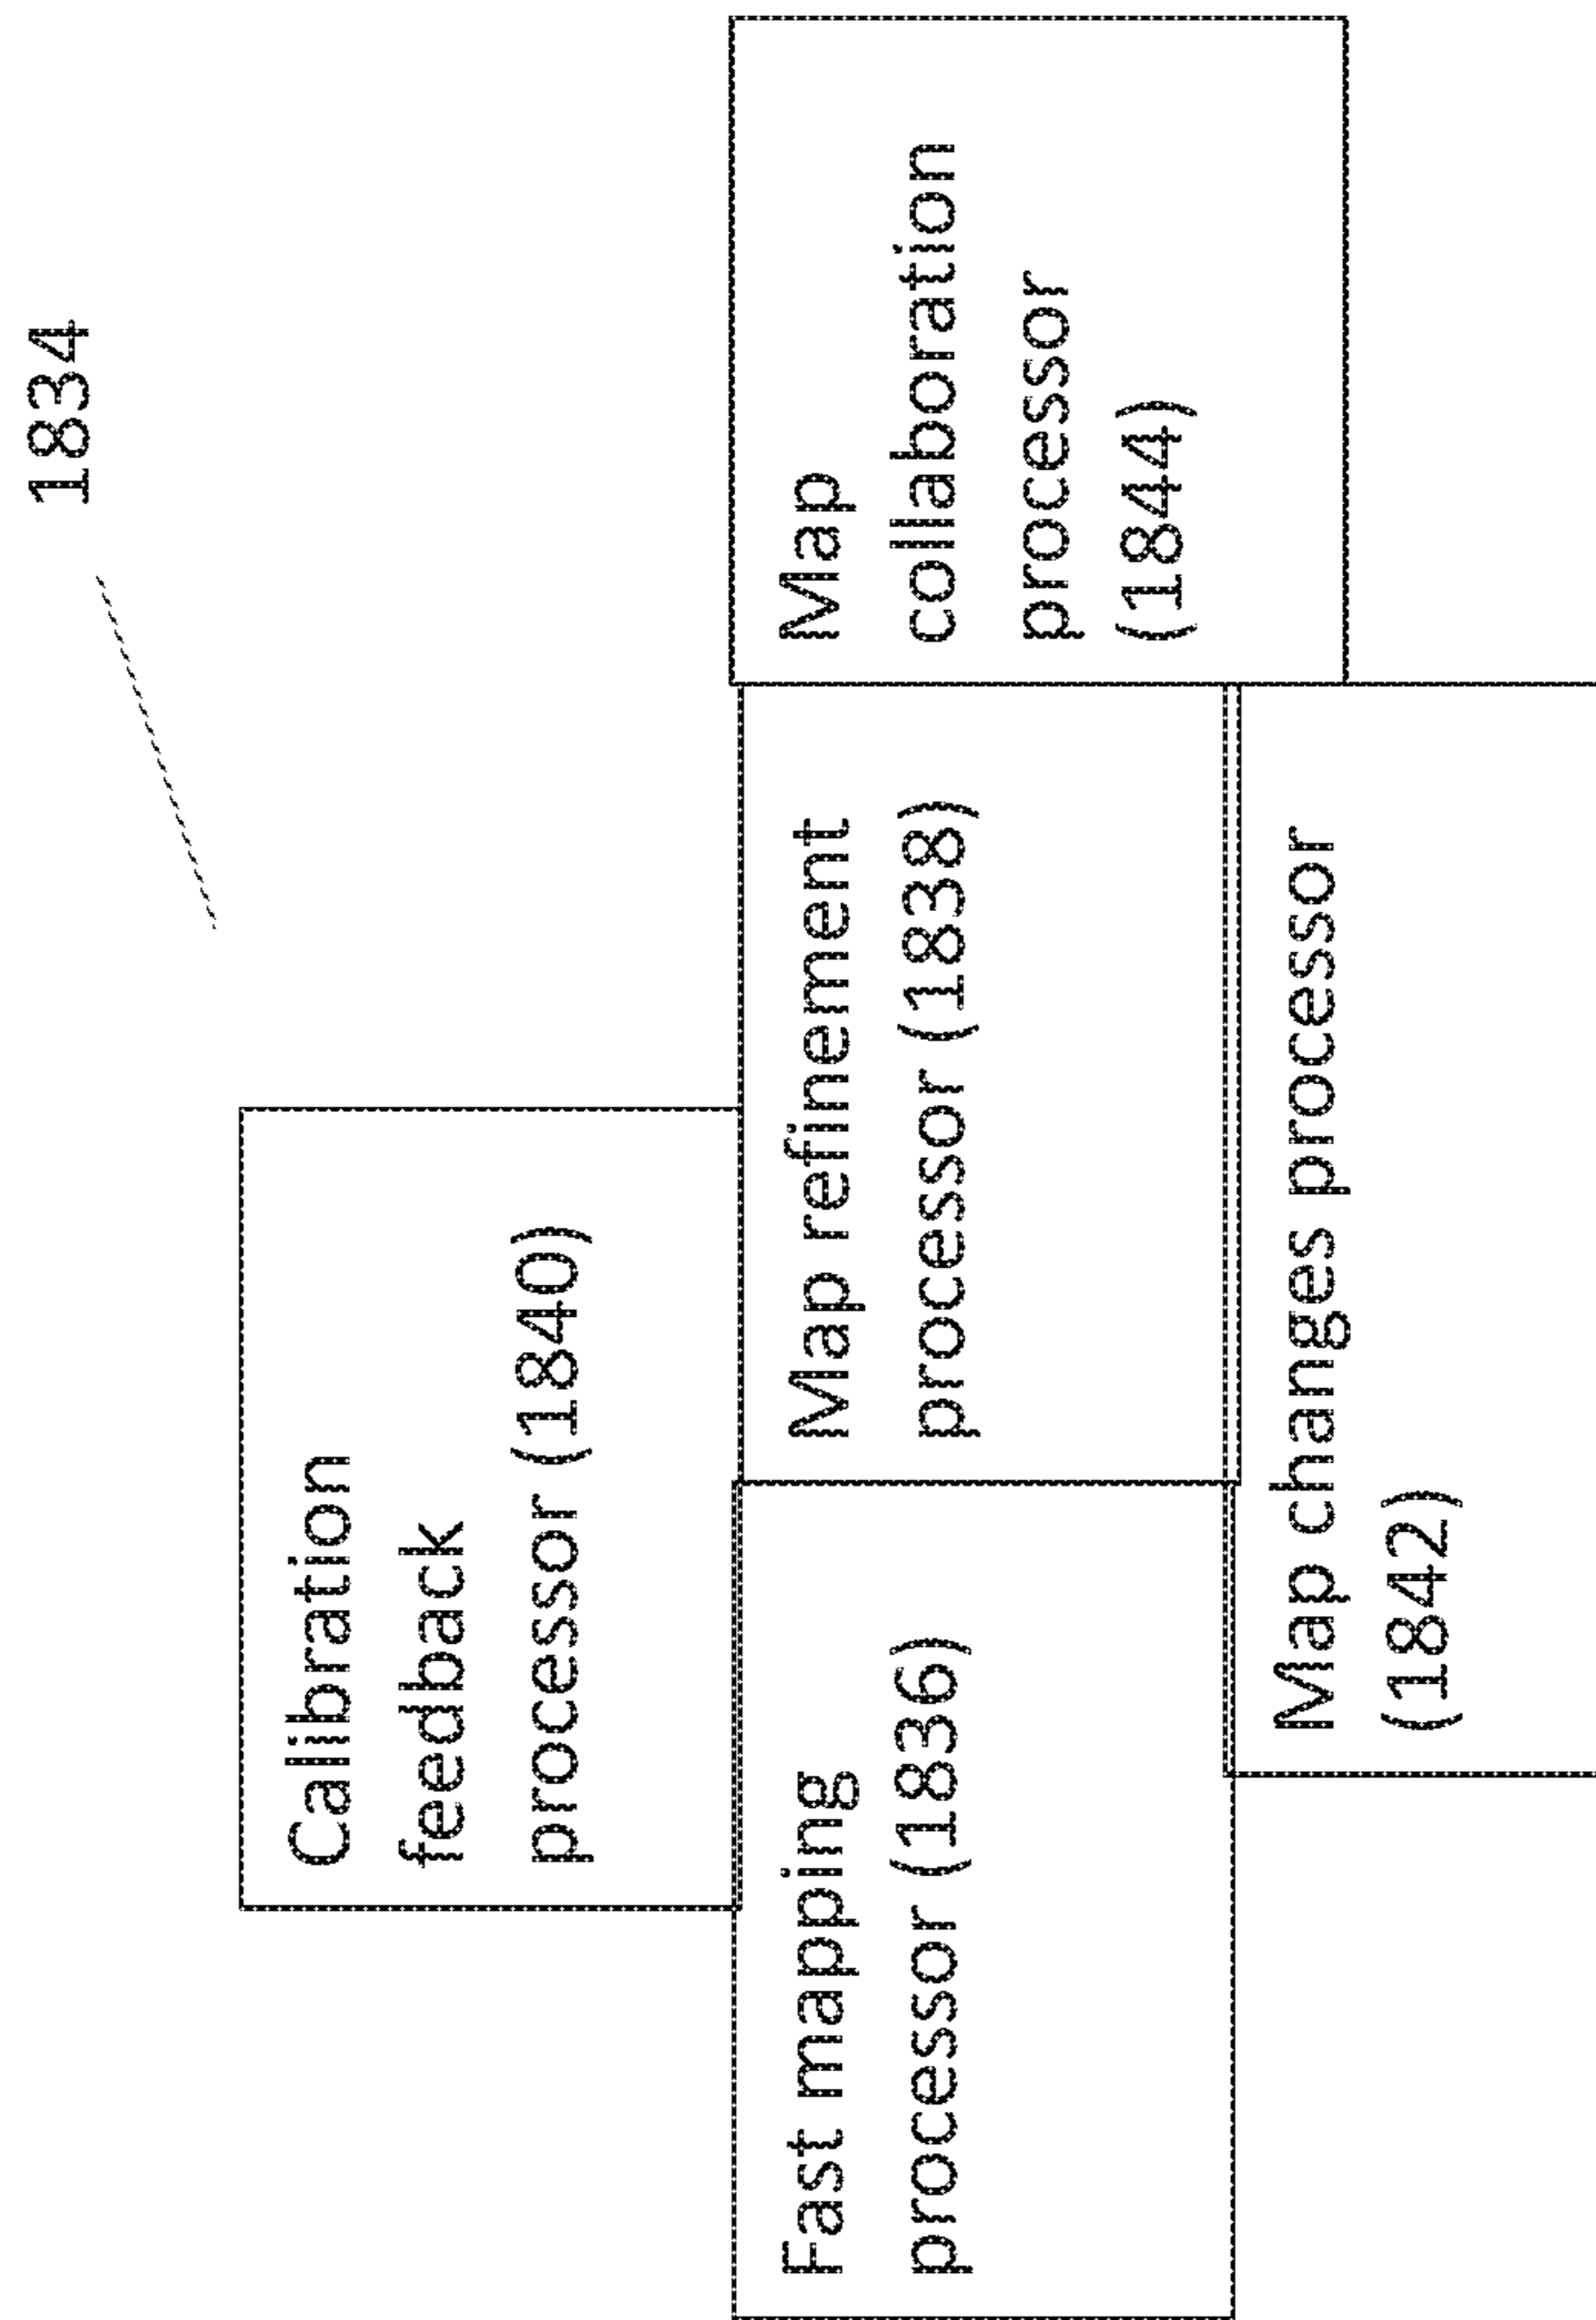 1834
Calibration
feedback
processor (1840)
Fast mapping
processor (1836)
Map refinement
processor (1838)
Map
collaboration
processor
(1844)
Map changes processor
(1842)